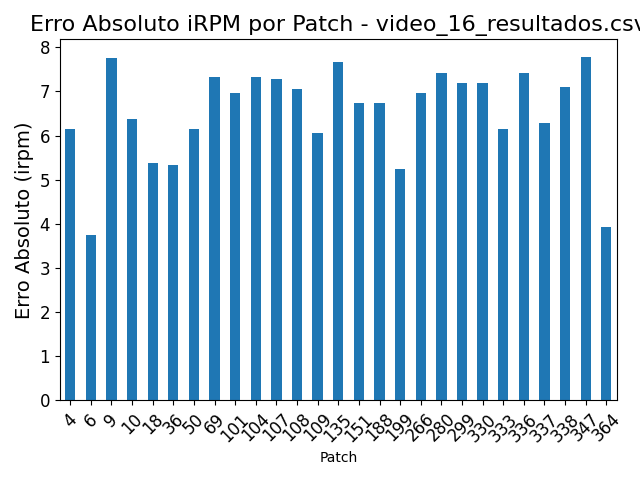 Erro Absoluto iRPM por Patch - video_16_resultados.csv
Erro Absoluto (irpm)
8
7
6
5
4
3
2
1
0
4 6 9 10 18 36 50 69 101 104 107 108 109 135 151 188 199 266 280 299 330 333 336 337 338 347 364
Patch